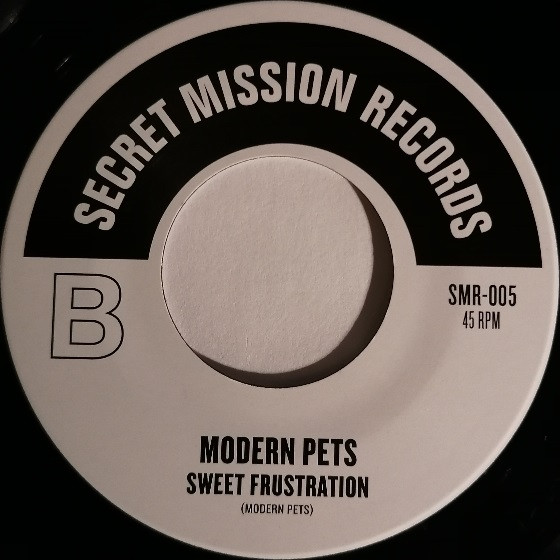 SECRET MISSION RECORDS
B
SMR-005
45 RPM
MODERN PETS
SWEET FRUSTRATION
(MODERN PETS)